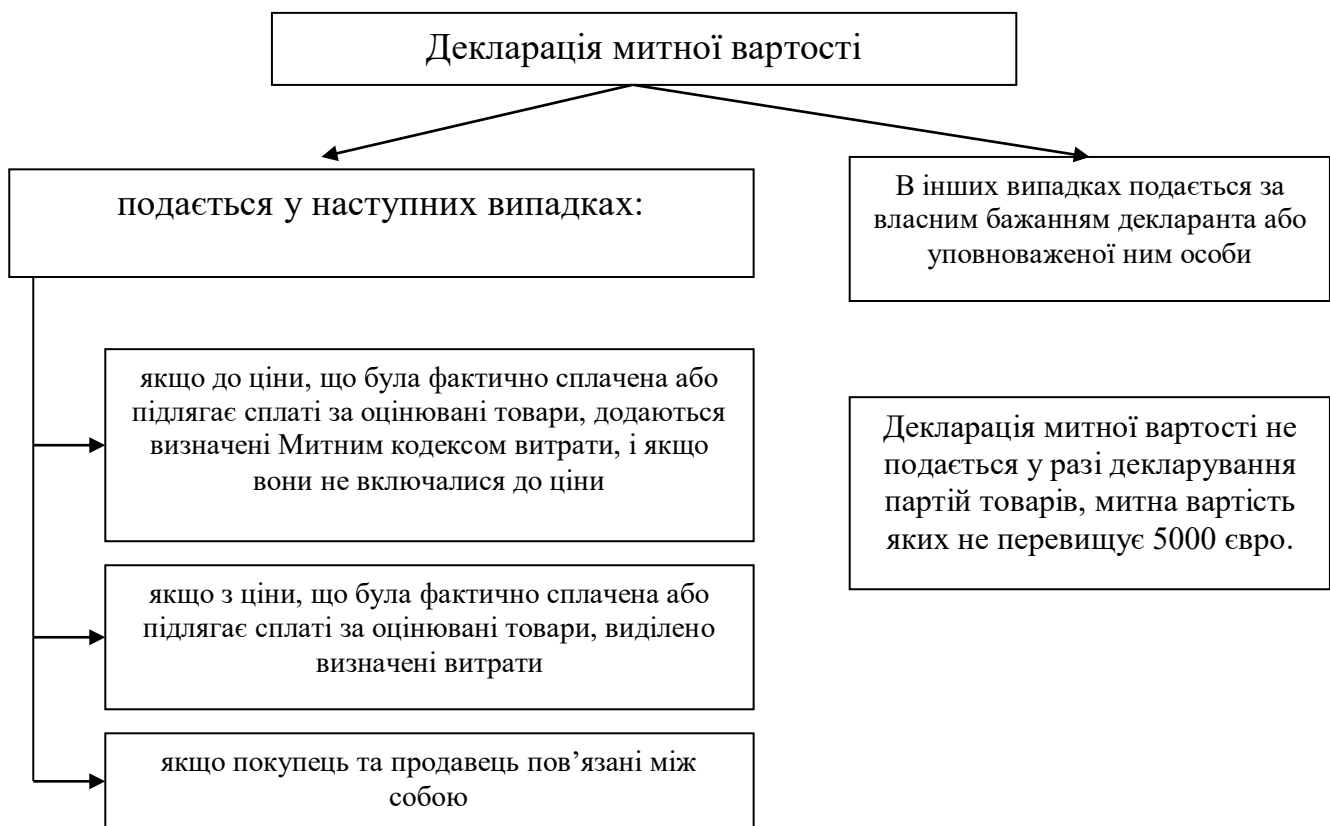 Декларація митної вартості
подається у наступних випадках:
В інших випадках подається за
власним бажанням декларанта або
уповноваженої ним особи
якщо до ціни, що була фактично сплачена або
підлягає сплаті за оцінювані товари, додаються
визначені Митним кодексом витрати, і якщо
вони не включалися до ціни
Декларація митної вартості не
подається у разі декларування
партій товарів, митна вартість
яких не перевищує 5000 євро.
якщо з ціни, що була фактично сплачена або
підлягає сплаті за оцінювані товари, виділено
визначені витрати
якщо покупець та продавець пов’язані між
собою